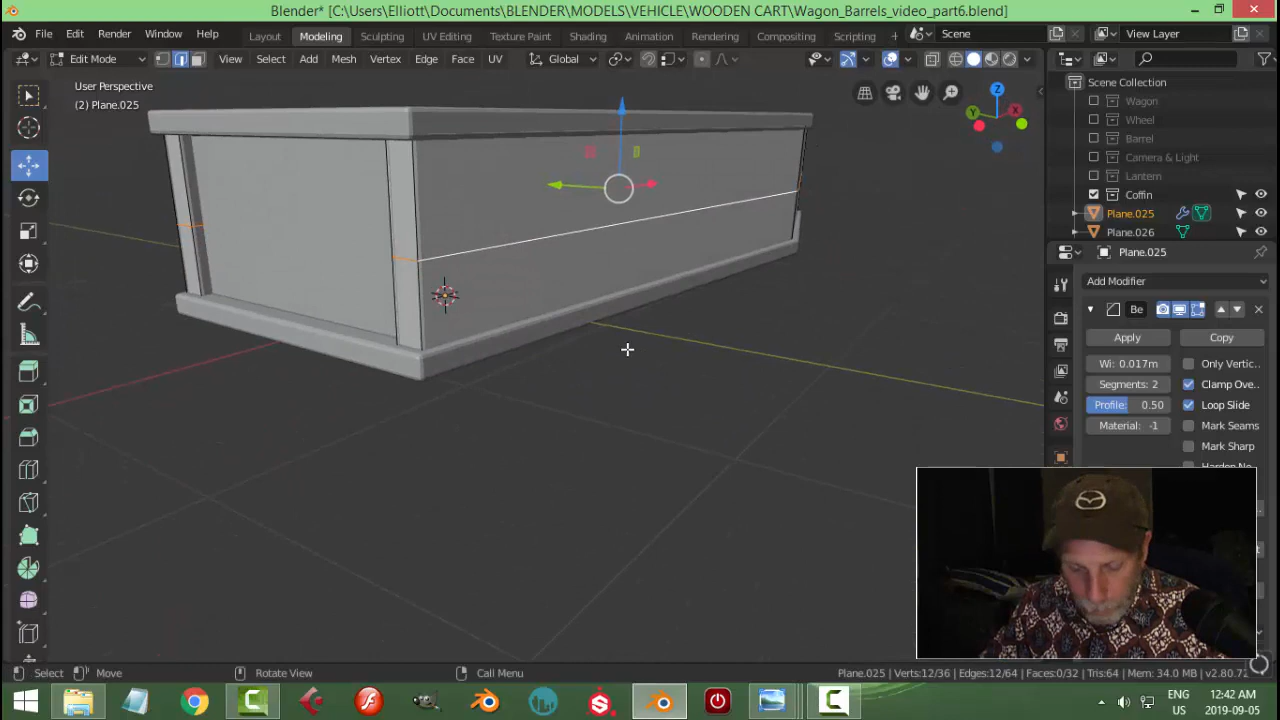 Blender* [C:\Users\Elliott\Documents\BLENDER\MODELS\VEHICLE\WOODEN CART\Wagon_Barrels_video_part6.blend]
File Edit Render Window Help Layout Modeling Sculpting UV Editing Texture Paint Shading Animation Rendering Compositing Scripting + Scene View Layer
Edit Mode View Select Add Mesh Vertex Edge Face UV Global
User Perspective
(2) Plane.025
Z
Y
X
Scene Collection
Wagon
Wheel
Barrel
Camera & Light
Lantern
Coffin
Plane.025
Plane.026
Plane.025
Add Modifier
Be
Apply Copy
Wi: 0.017m Only Vertic..
Segments: 2 Clamp Ove..
Profile: 0.50 Loop Slide
Material: -1 Mark Seams
Mark Sharp
Select Move Rotate View Call Menu Plane.025 | Verts:12/36 | Edges:12/64 | Faces:0/32 | Tris:64 | Mem: 34.0 MB | v2.80.71
ENG 12:42 AM
US 2019-09-05